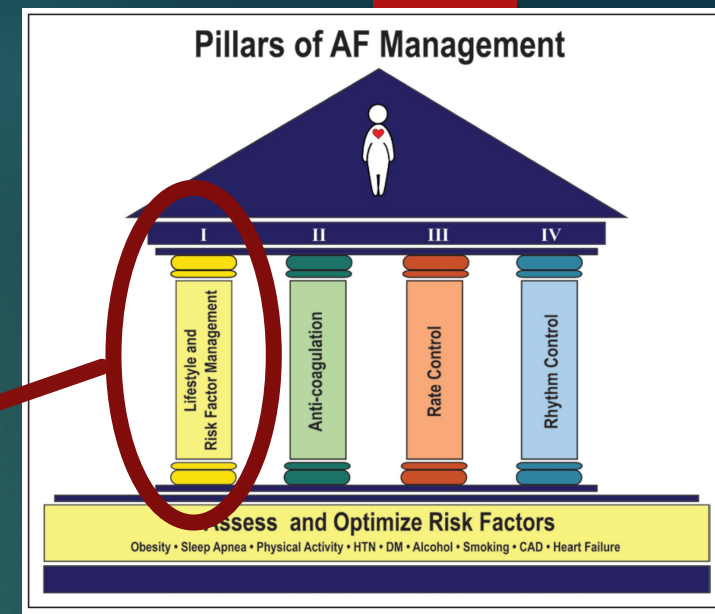 Pillars of AF Management
I
II
III
IV
Lifestyle and
Risk Factor Management
Anti-coagulation
Rate Control
Rhythm Control
Assess and Optimize Risk Factors
Obesity • Sleep Apnea • Physical Activity • HTN • DM • Alcohol • Smoking • CAD • Heart Failure